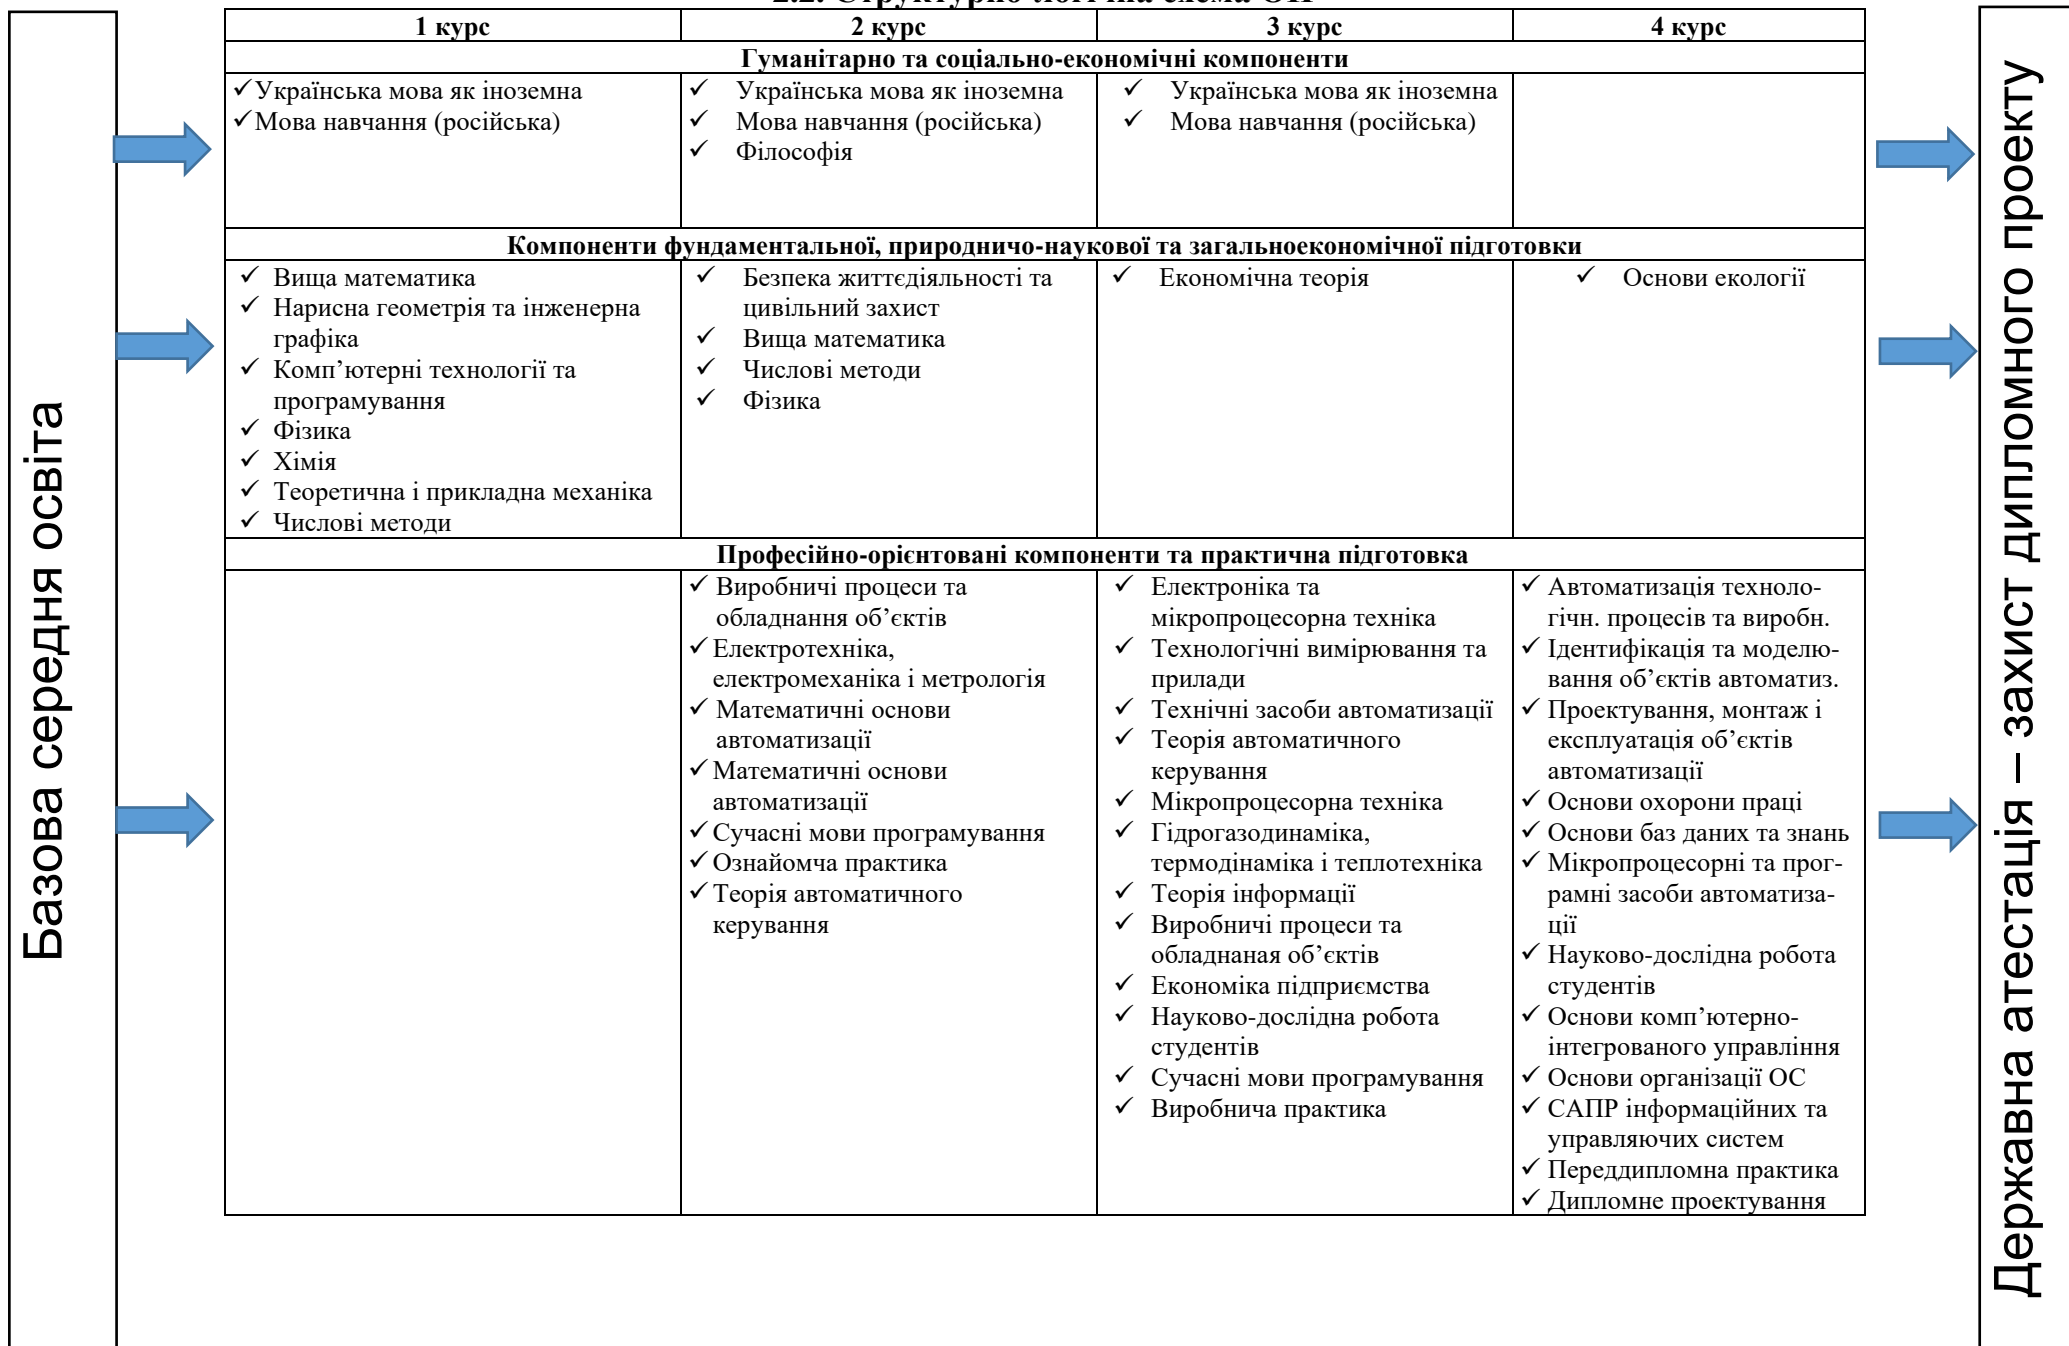 2.2. Структурно-логічна схема ОП
Базова середня освіта
1 курс
2 курс
3 курс
4 курс
Гуманітарно та соціально-економічні компоненти
✓Українська мова як іноземна
✓Мова навчання (російська)
✓ Українська мова як іноземна
✓ Мова навчання (російська)
✓ Філософія
✓ Українська мова як іноземна
✓ Мова навчання (російська)
Компоненти фундаментальної, природничо-наукової та загальноекономічної підготовки
✓ Вища математика
✓ Нарисна геометрія та інженерна
графіка
✓ Комп’ютерні технології та
програмування
✓ Фізика
✓ Хімія
✓ Теоретична і прикладна механіка
✓ Числові методи
✓ Безпека життєдіяльності та
цивільний захист
✓ Вища математика
✓ Числові методи
✓ Фізика
✓ Економічна теорія
✓ Основи екології
Професійно-орієнтовані компоненти та практична підготовка
✓ Виробничі процеси та
обладнання об’єктів
✓ Електротехніка,
електромеханіка і метрологія
✓ Математичні основи
автоматизації
✓ Математичні основи
автоматизації
✓ Сучасні мови програмування
✓ Ознайомча практика
✓ Теорія автоматичного
керування
✓ Електроніка та
мікропроцесорна техніка
✓ Технологічні вимірювання та
прилади
✓ Технічні засоби автоматизації
✓ Теорія автоматичного
керування
✓ Мікропроцесорна техніка
✓ Гідрогазодинаміка,
термодінаміка і теплотехніка
✓ Теорія інформації
✓ Виробничі процеси та
обладнаная об’єктів
✓ Економіка підприємства
✓ Науково-дослідна робота
студентів
✓ Сучасні мови програмування
✓ Виробнича практика
✓ Автоматизація техноло-
гічн. процесів та виробн.
✓ Ідентифікація та моделю-
вання об’єктів автоматиз.
✓ Проектування, монтаж і
експлуатація об’єктів
автоматизації
✓ Основи охорони праці
✓ Основи баз даних та знань
✓ Мікропроцесорні та прог-
рамні засоби автоматиза-
ції
✓ Науково-дослідна робота
студентів
✓ Основи комп’ютерно-
інтегрованого управління
✓ Основи організації ОС
✓ САПР інформаційних та
управляючих систем
✓ Переддипломна практика
✓ Дипломне проектування
Державна атестація – захист дипломного проекту